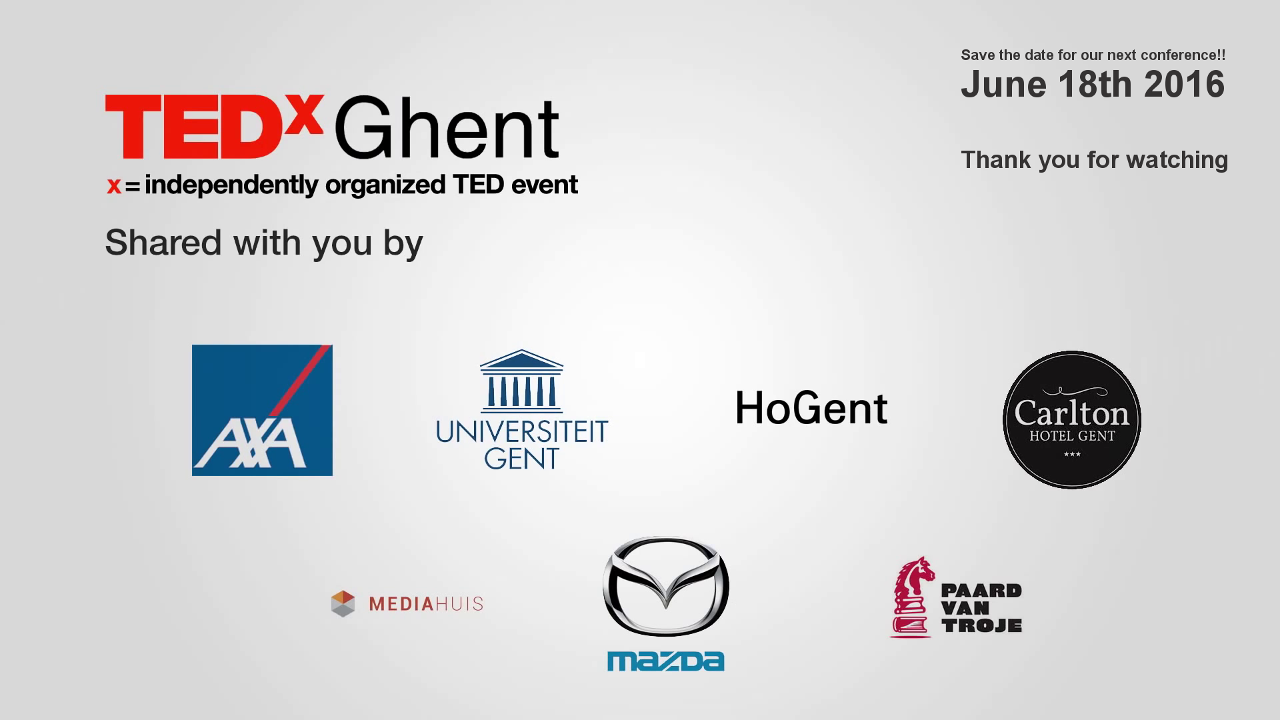 Save the date for our next conference!!
June 18th 2016
Thank you for watching
TEDx Ghent
x = independently organized TED event
Shared with you by
AXA
UNIVERSITEIT
GENT
HoGent
Carlton
HOTEL GENT
MEDIAHUIS
mazda
PAARD
VAN
TROJE